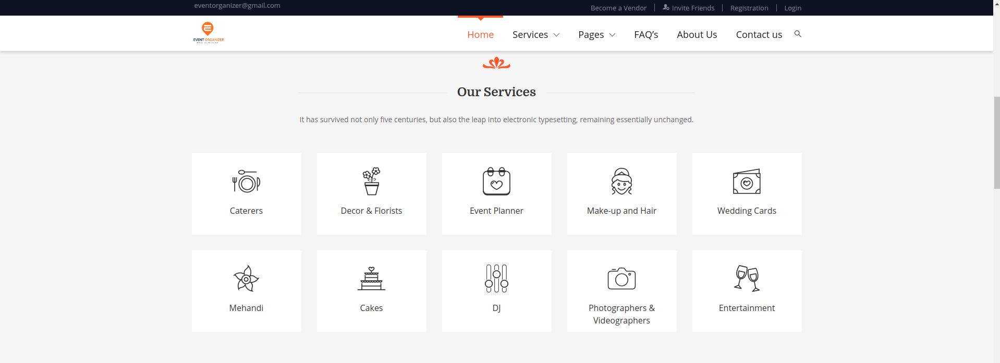 eventorganizer@gmail.com
Become a Vendor
Invite Friends
Registration
Login
EVENT ORGANIZER
Home
Services
Pages
FAQ’s
About Us
Contact us
Our Services
It has survived not only five centuries, but also the leap into electronic typesetting, remaining essentially unchanged.
Caterers
Decor & Florists
Event Planner
Make-up and Hair
Wedding Cards
Mehandi
Cakes
DJ
Photographers &
Videographers
Entertainment